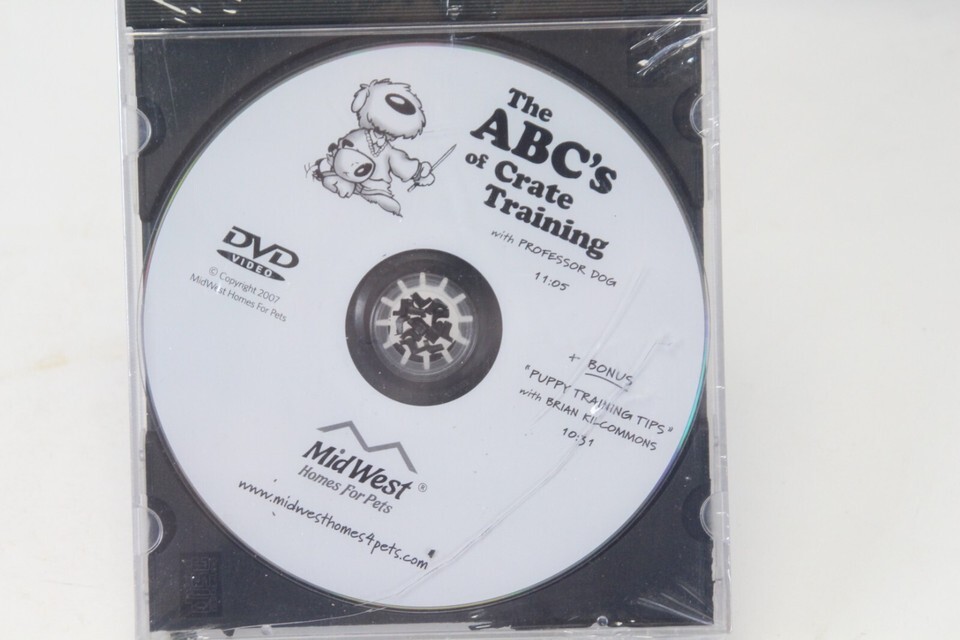 The
ABC's
of Crate
Training
with PROFESSOR DOG
11:05
DVD
VIDEO
© Copyright 2007
MidWest Homes For Pets
+ BONUS
"PUPPY TRAINING TIPS"
with BRIAN KILCOMMONS
10:31
MidWest®
Homes For Pets
www.midwesthomes4pets.com